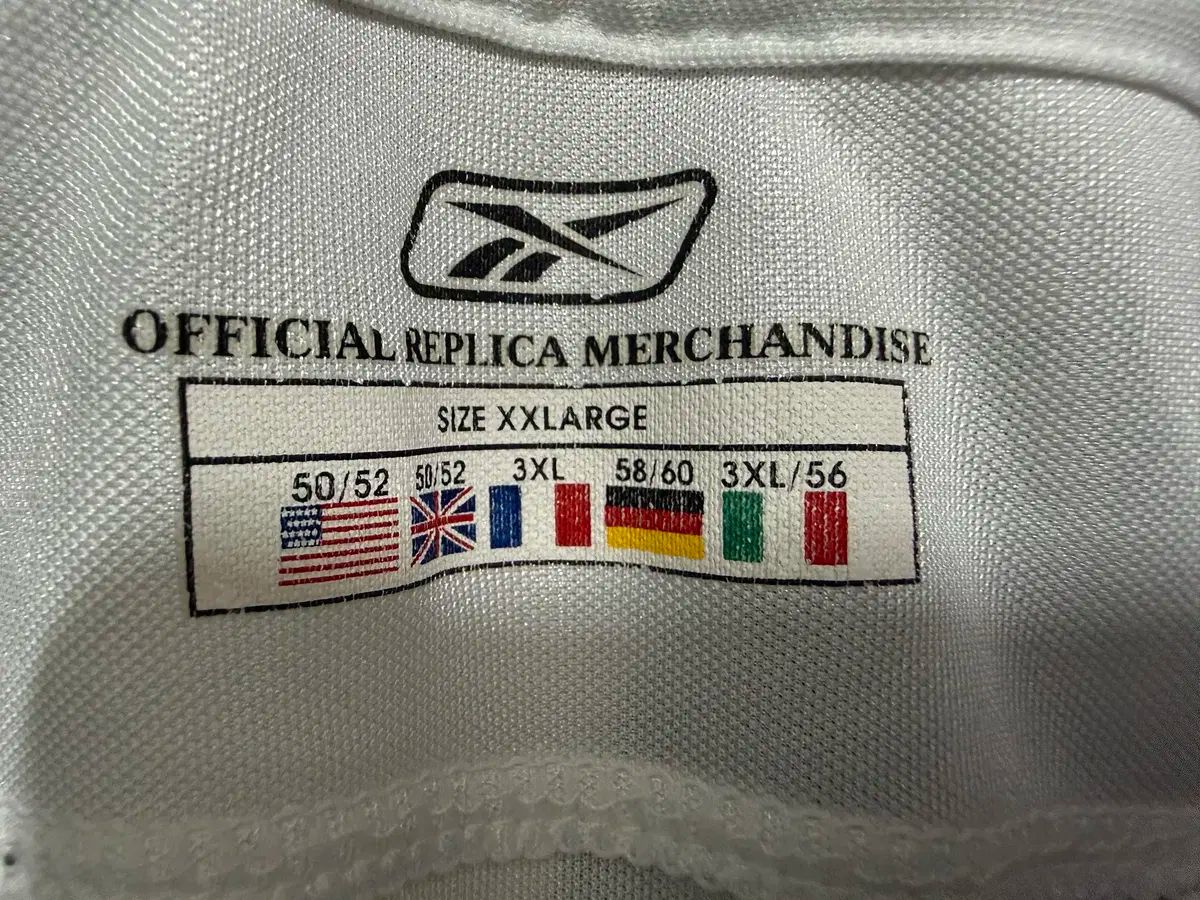 OFFICIAL REPLICA MERCHANDISE
SIZE XXLARGE
50/52 50/52 3XL 58/60 3XL/56